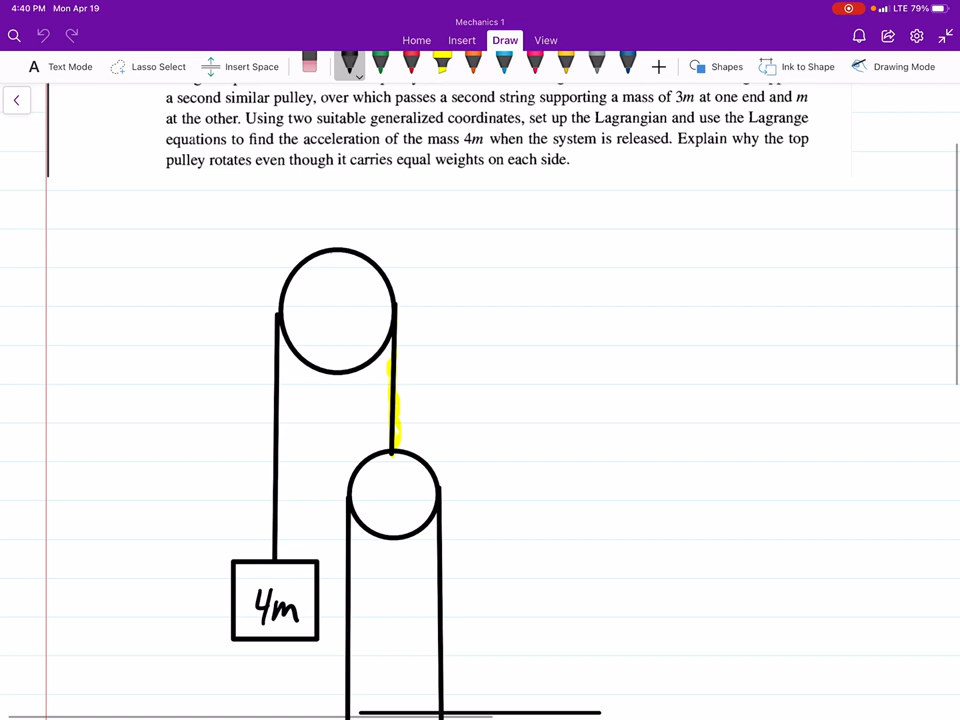 4:40 PM Mon Apr 19
LTE 79%
Mechanics 1
Home Insert Draw View
A Text Mode Lasso Select Insert Space Shapes Ink to Shape Drawing Mode
a second similar pulley, over which passes a second string supporting a mass of 3m at one end and m
at the other. Using two suitable generalized coordinates, set up the Lagrangian and use the Lagrange
equations to find the acceleration of the mass 4m when the system is released. Explain why the top
pulley rotates even though it carries equal weights on each side.
4m